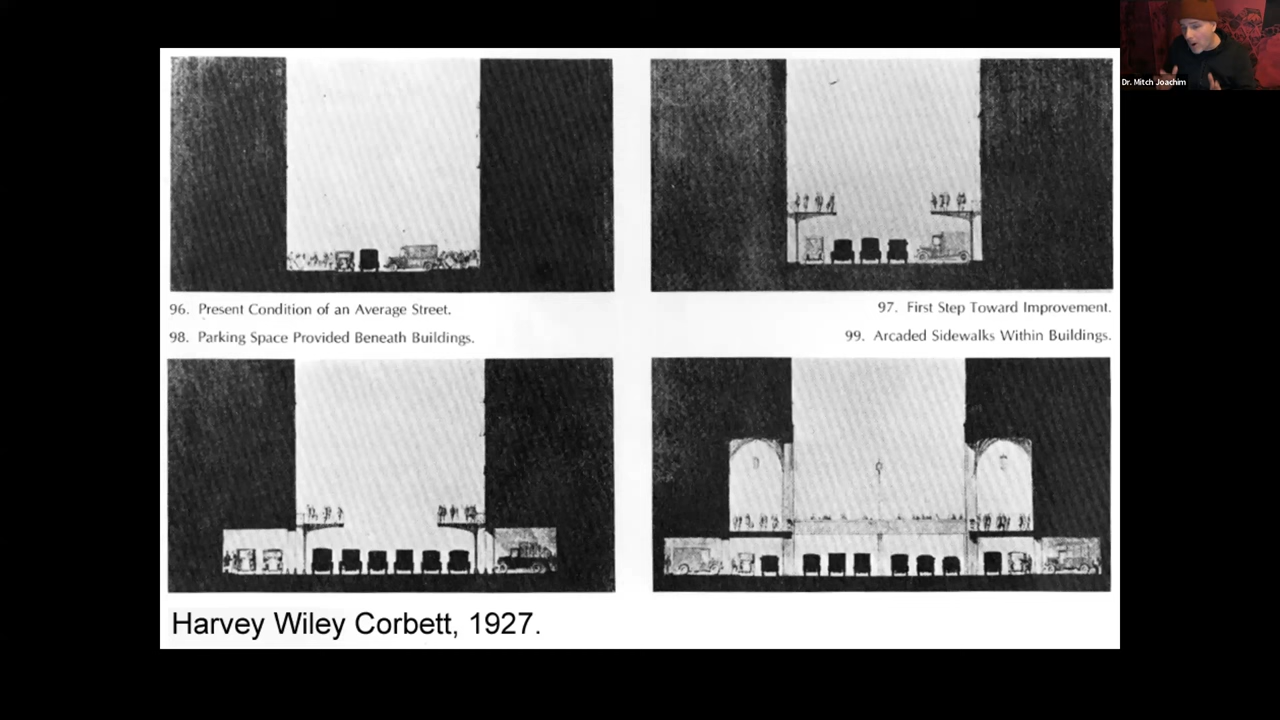 Dr. Mitch Joachim
96. Present Condition of an Average Street.
97. First Step Toward Improvement.
98. Parking Space Provided Beneath Buildings.
99. Arcaded Sidewalks Within Buildings.
Harvey Wiley Corbett, 1927.